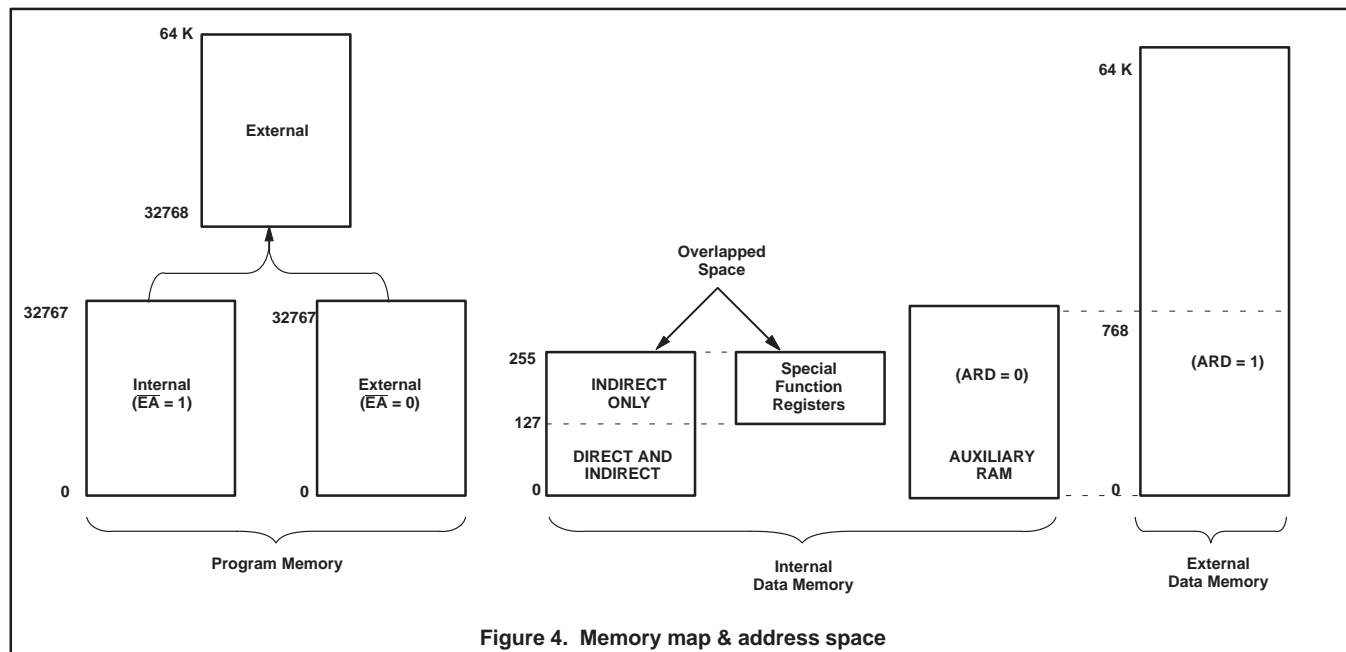 64 K
External
32768
32767
Internal
(EA = 1)
0
32767
External
(EA = 0)
0
Program Memory
Overlapped
Space
255
INDIRECT
ONLY
127
DIRECT AND
INDIRECT
0
Special
Function
Registers
(ARD = 0)
AUXILIARY
RAM
Internal
Data Memory
64 K
768
(ARD = 1)
0
External
Data Memory
Figure 4. Memory map & address space